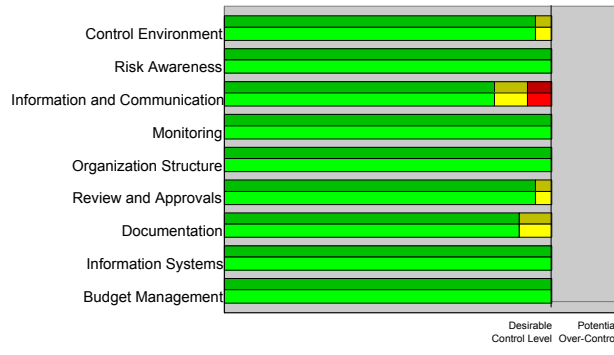 Control Environment
Risk Awareness
Information and Communication
Monitoring
Organization Structure
Review and Approvals
Documentation
Information Systems
Budget Management
Desirable Potentia
Control Level Over-Contro